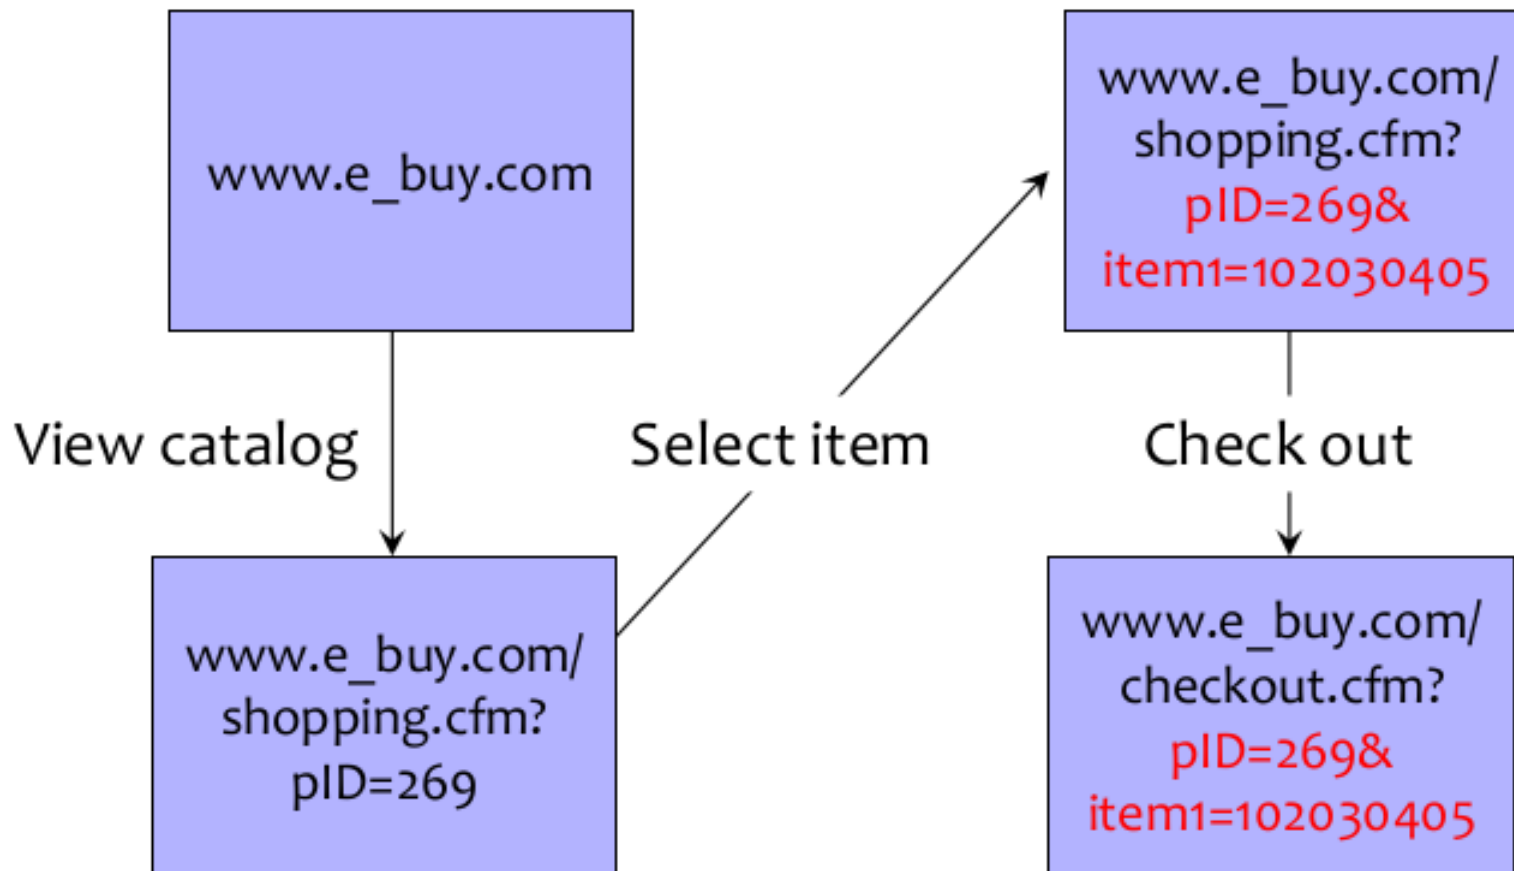 www.e_buy.com
View catalog
www.e_buy.com/
shopping.cfm?
pID=269
Select item
www.e_buy.com/
shopping.cfm?
pID=269&
item1=102030405
Check out
www.e_buy.com/
checkout.cfm?
pID=269&
item1=102030405